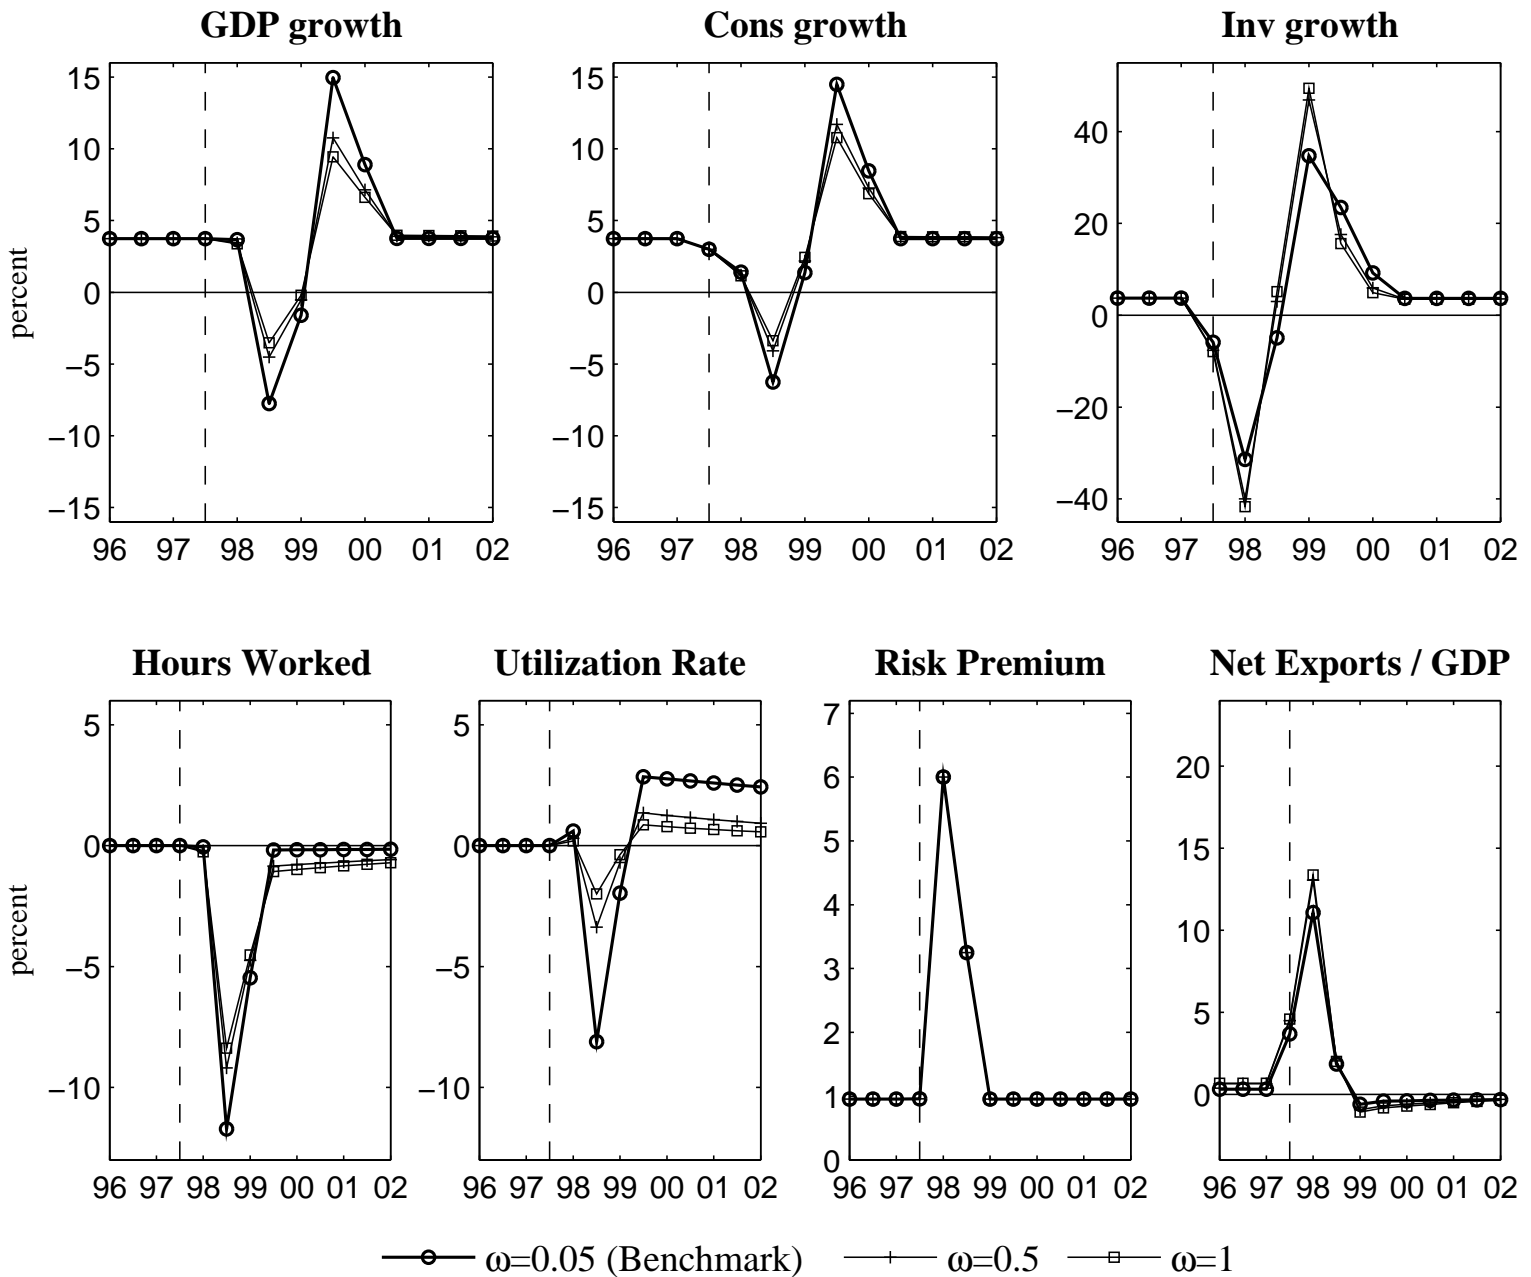 GDP growth
Cons growth
Inv growth
percent
15
10
5
0
−5
−10
−15
96 97 98 99 00 01 02
15
10
5
0
−5
−10
−15
96 97 98 99 00 01 02
40
20
0
−20
−40
96 97 98 99 00 01 02
Hours Worked
Utilization Rate
Risk Premium
Net Exports / GDP
percent
5
0
−5
−10
96 97 98 99 00 01 02
5
0
−5
−10
96 97 98 99 00 01 02
7
6
5
4
3
2
1
0
96 97 98 99 00 01 02
20
15
10
5
0
96 97 98 99 00 01 02
ω=0.05 (Benchmark) ω=0.5 ω=1